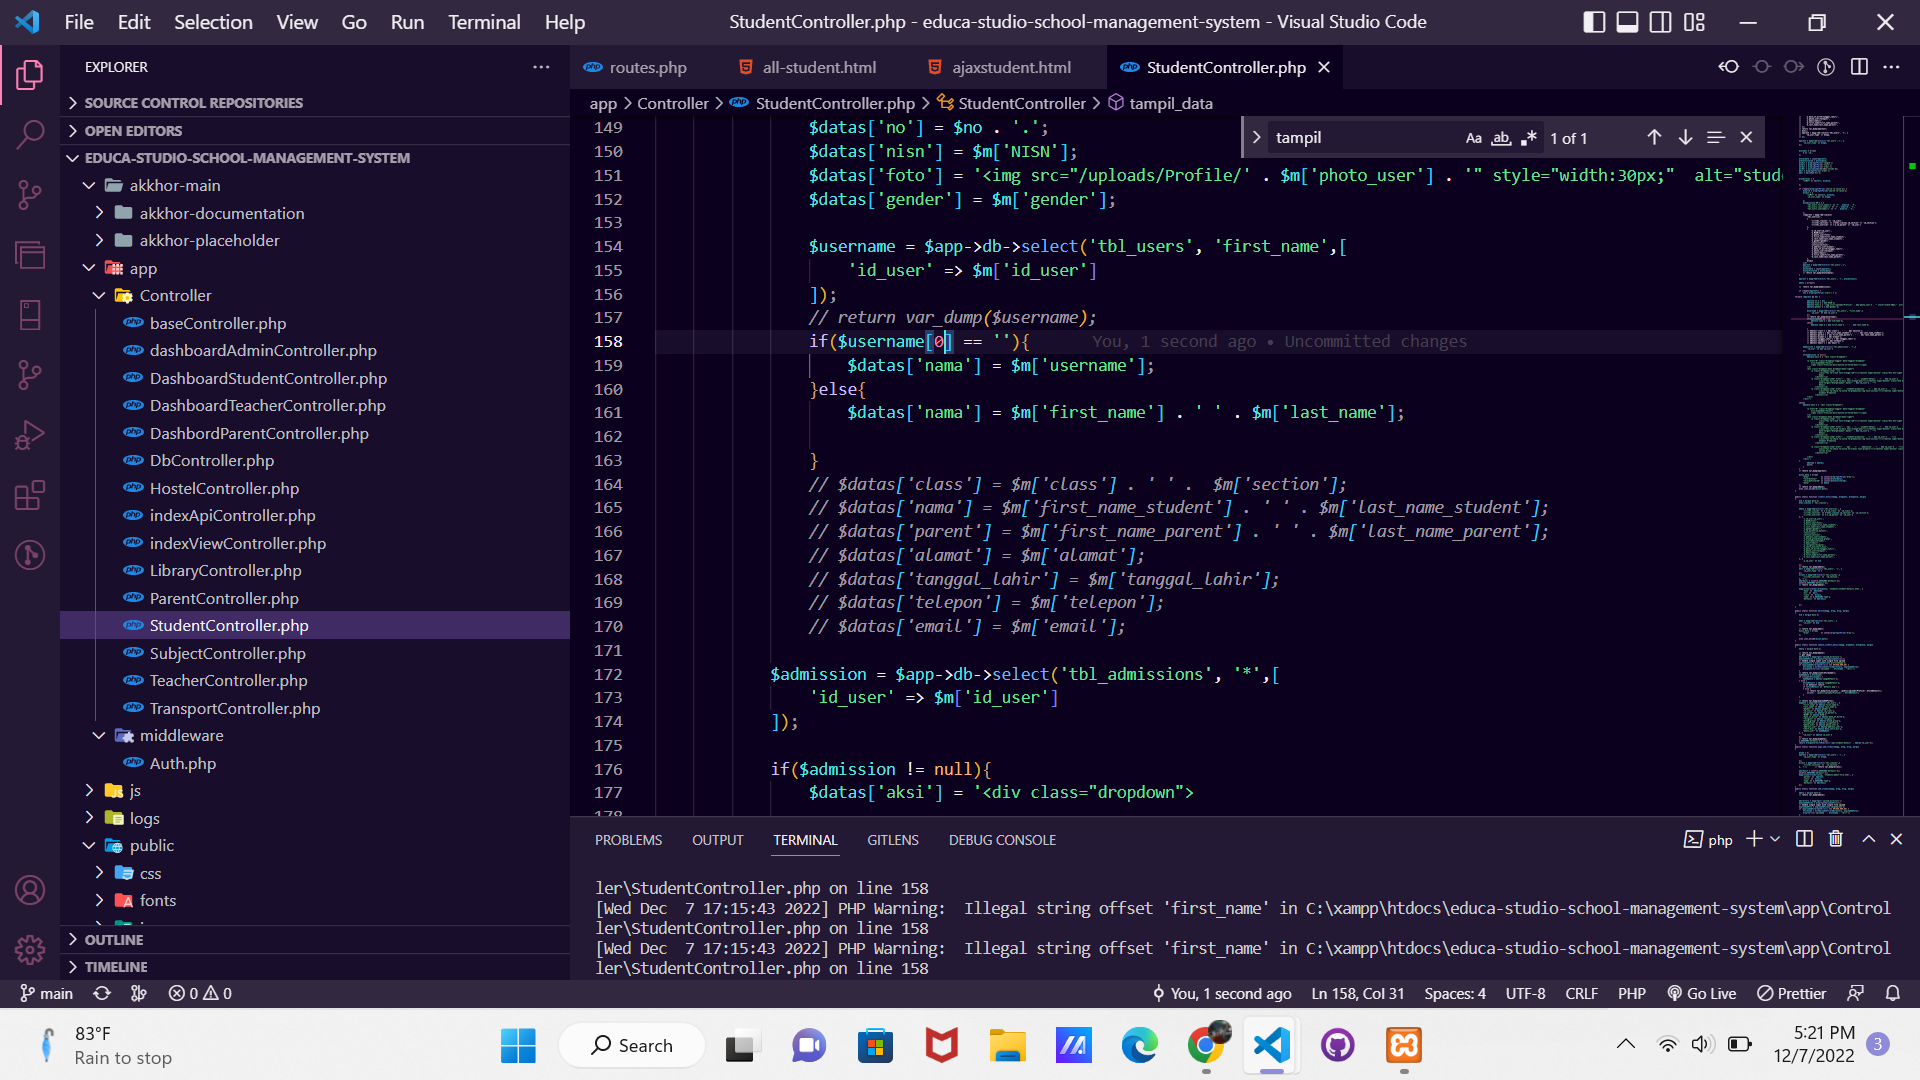 File Edit Selection View Go Run Terminal Help
StudentController.php - educa-studio-school-management-system - Visual Studio Code
EXPLORER
SOURCE CONTROL REPOSITORIES
OPEN EDITORS
EDUCA-STUDIO-SCHOOL-MANAGEMENT-SYSTEM
akkhor-main
akkhor-documentation
akkhor-placeholder
app
Controller
baseController.php
dashboardAdminController.php
DashboardStudentController.php
DashboardTeacherController.php
DashbordParentController.php
DbController.php
HostelController.php
indexApiController.php
indexViewController.php
LibraryController.php
ParentController.php
StudentController.php
SubjectController.php
TeacherController.php
TransportController.php
middleware
Auth.php
js
logs
public
css
fonts
OUTLINE
TIMELINE
routes.php
all-student.html
ajaxstudent.html
StudentController.php
app > Controller > StudentController.php > StudentController > tampil_data
tampil Aa ab 1 of 1
149 $datas['no'] = $no . '.';
150 $datas['nisn'] = $m['NISN'];
151 $datas['foto'] = '<img src="/uploads/Profile/' . $m['photo_user'] . '" style="width:30px;"  alt="stud
152 $datas['gender'] = $m['gender'];
153
154 $username = $app->db->select('tbl_users', 'first_name',[
155 'id_user' => $m['id_user']
156 ]);
157 // return var_dump($username);
158 if($username[0] == ''){ You, 1 second ago • Uncommitted changes
159 $datas['nama'] = $m['username'];
160 }else{
161 $datas['nama'] = $m['first_name'] . ' ' . $m['last_name'];
162
163 }
164 // $datas['class'] = $m['class'] . ' ' .  $m['section'];
165 // $datas['nama'] = $m['first_name_student'] . ' ' . $m['last_name_student'];
166 // $datas['parent'] = $m['first_name_parent'] . ' ' . $m['last_name_parent'];
167 // $datas['alamat'] = $m['alamat'];
168 // $datas['tanggal_lahir'] = $m['tanggal_lahir'];
169 // $datas['telepon'] = $m['telepon'];
170 // $datas['email'] = $m['email'];
171
172 $admission = $app->db->select('tbl_admissions', '*',[
173 'id_user' => $m['id_user']
174 ]);
175
176 if($admission != null){
177 $datas['aksi'] = '<div class="dropdown">
178
PROBLEMS OUTPUT TERMINAL GITLENS DEBUG CONSOLE
php
ler\StudentController.php on line 158
[Wed Dec  7 17:15:43 2022] PHP Warning:  Illegal string offset 'first_name' in C:\xampp\htdocs\educa-studio-school-management-system\app\Control
ler\StudentController.php on line 158
[Wed Dec  7 17:15:43 2022] PHP Warning:  Illegal string offset 'first_name' in C:\xampp\htdocs\educa-studio-school-management-system\app\Control
ler\StudentController.php on line 158
main 0 0
You, 1 second ago Ln 158, Col 31 Spaces: 4 UTF-8 CRLF PHP Go Live Prettier
83°F
Rain to stop
Search
5:21 PM
12/7/2022
3